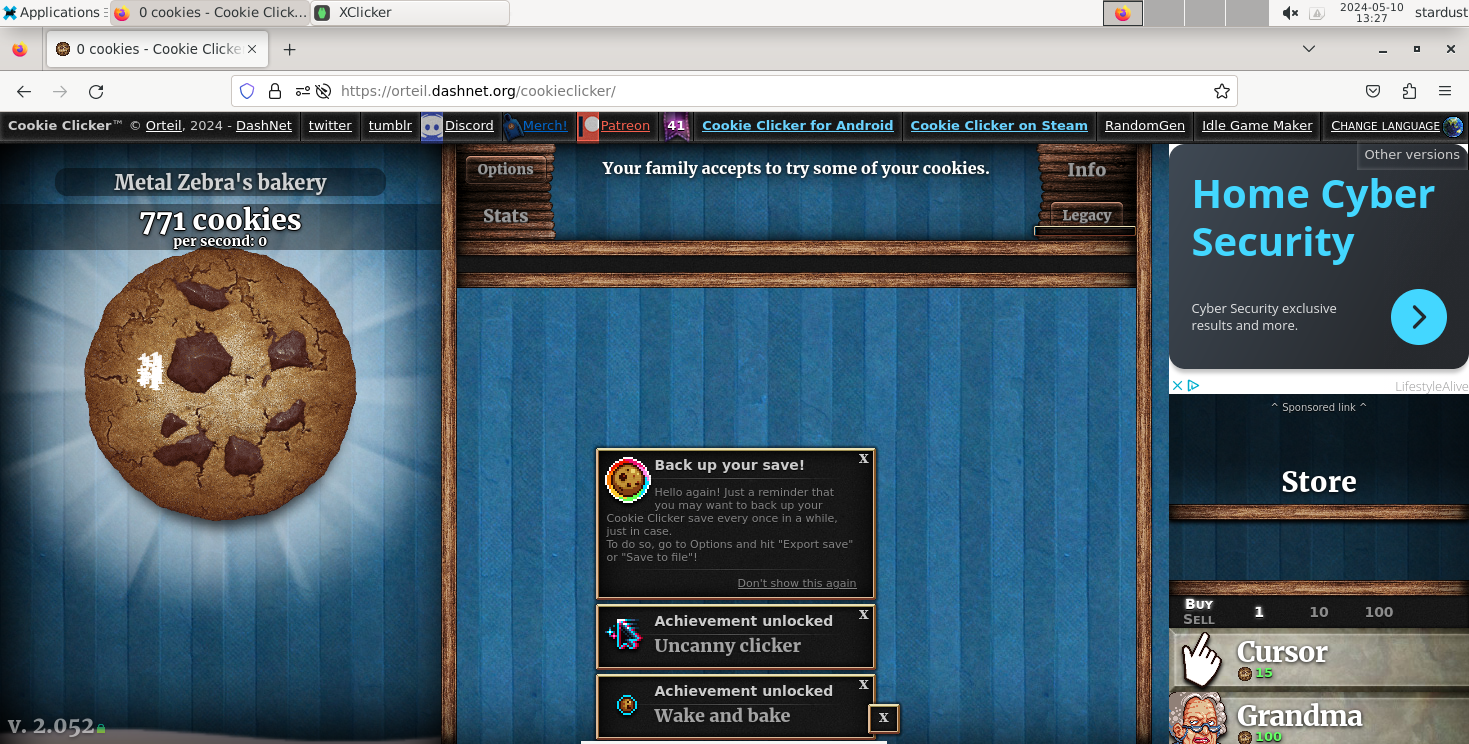 Applications
0 cookies - Cookie Click...
XClicker
2024-05-10
13:27
stardust
0 cookies - Cookie Clicke
https://orteil.dashnet.org/cookieclicker/
Cookie Clicker™ © Orteil, 2024 - DashNet
twitter
tumblr
Discord
Merch!
Patreon
41
Cookie Clicker for Android
Cookie Clicker on Steam
RandomGen
Idle Game Maker
Change language
Other versions
Metal Zebra's bakery
771 cookies
per second: 0
Options
Stats
Your family accepts to try some of your cookies.
Info
Legacy
Home Cyber
Security
Cyber Security exclusive
results and more.
LifestyleAlive
^ Sponsored link ^
Store
Buy
Sell
1
10
100
Cursor
15
Grandma
100
Back up your save!
x
Hello again! Just a reminder that
you may want to back up your
Cookie Clicker save every once in a while,
just in case.
To do so, go to Options and hit "Export save"
or "Save to file"!
Don't show this again
Achievement unlocked
x
Uncanny clicker
Achievement unlocked
x
Wake and bake
x
v. 2.052